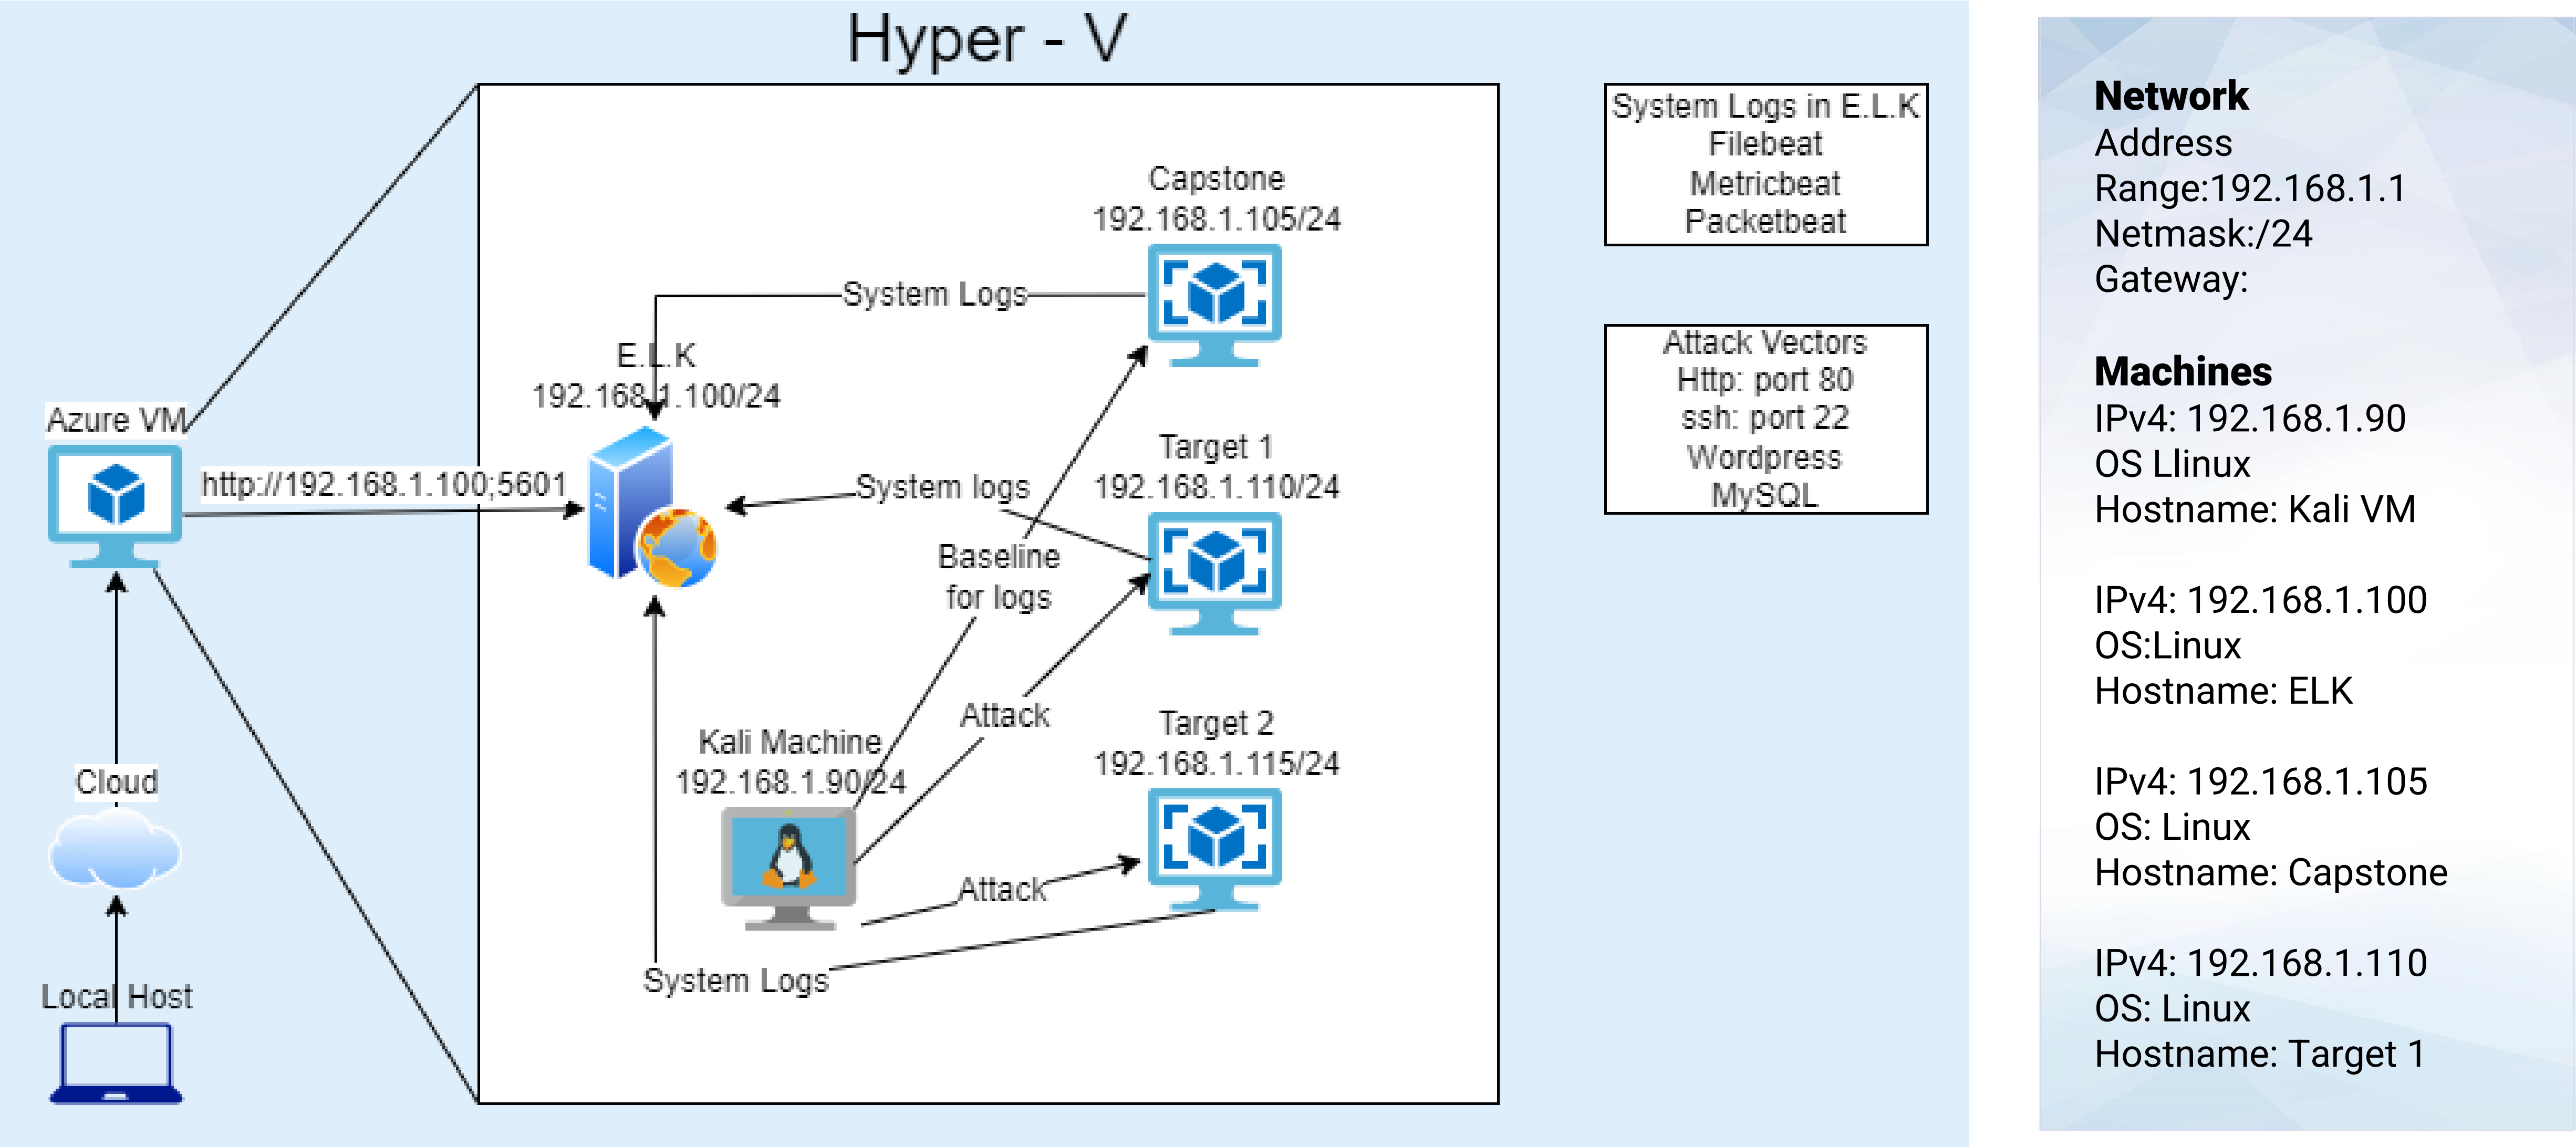 Hyper - V
System Logs in E.L.K
Filebeat
Metricbeat
Packetbeat
Attack Vectors
Http: port 80
ssh: port 22
Wordpress
MySQL
Capstone
192.168.1.105/24
System Logs
E.L.K
192.168.1.100/24
Azure VM
http://192.168.1.100;5601
System logs
Target 1
192.168.1.110/24
Baseline
for logs
Attack
Kali Machine
192.168.1.90/24
Target 2
192.168.1.115/24
Attack
System Logs
Cloud
Local Host
Network
Address
Range:192.168.1.1
Netmask:/24
Gateway:
Machines
IPv4: 192.168.1.90
OS Llinux
Hostname: Kali VM
IPv4: 192.168.1.100
OS:Linux
Hostname: ELK
IPv4: 192.168.1.105
OS: Linux
Hostname: Capstone
IPv4: 192.168.1.110
OS: Linux
Hostname: Target 1